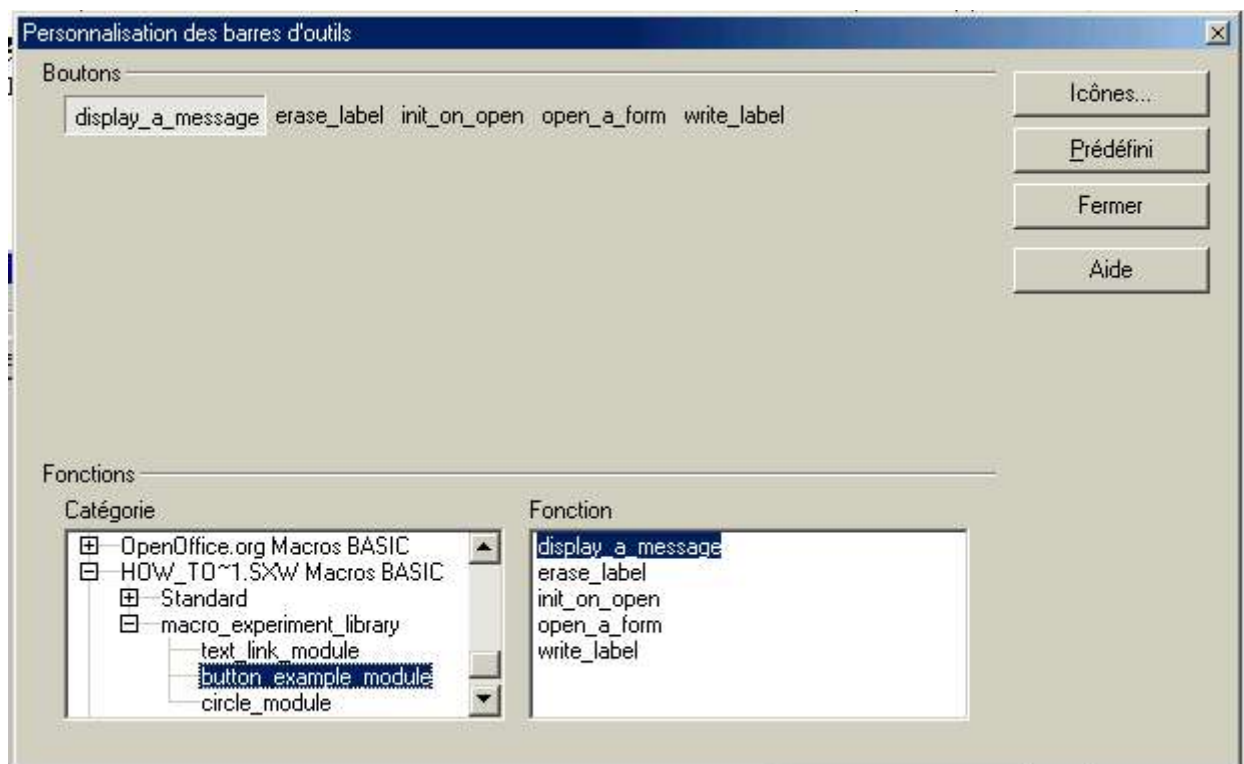 Personnalisation des barres d'outils
Boutons
display_a_message erase_label init_on_open open_a_form write_label
Icônes...
Prédéfini
Fermer
Aide
Fonctions
Catégorie
OpenOffice.org Macros BASIC
HOW_TO~1.SXW Macros BASIC
Standard
macro_experiment_library
text_link_module
button_example_module
circle_module
Fonction
display_a_message
erase_label
init_on_open
open_a_form
write_label